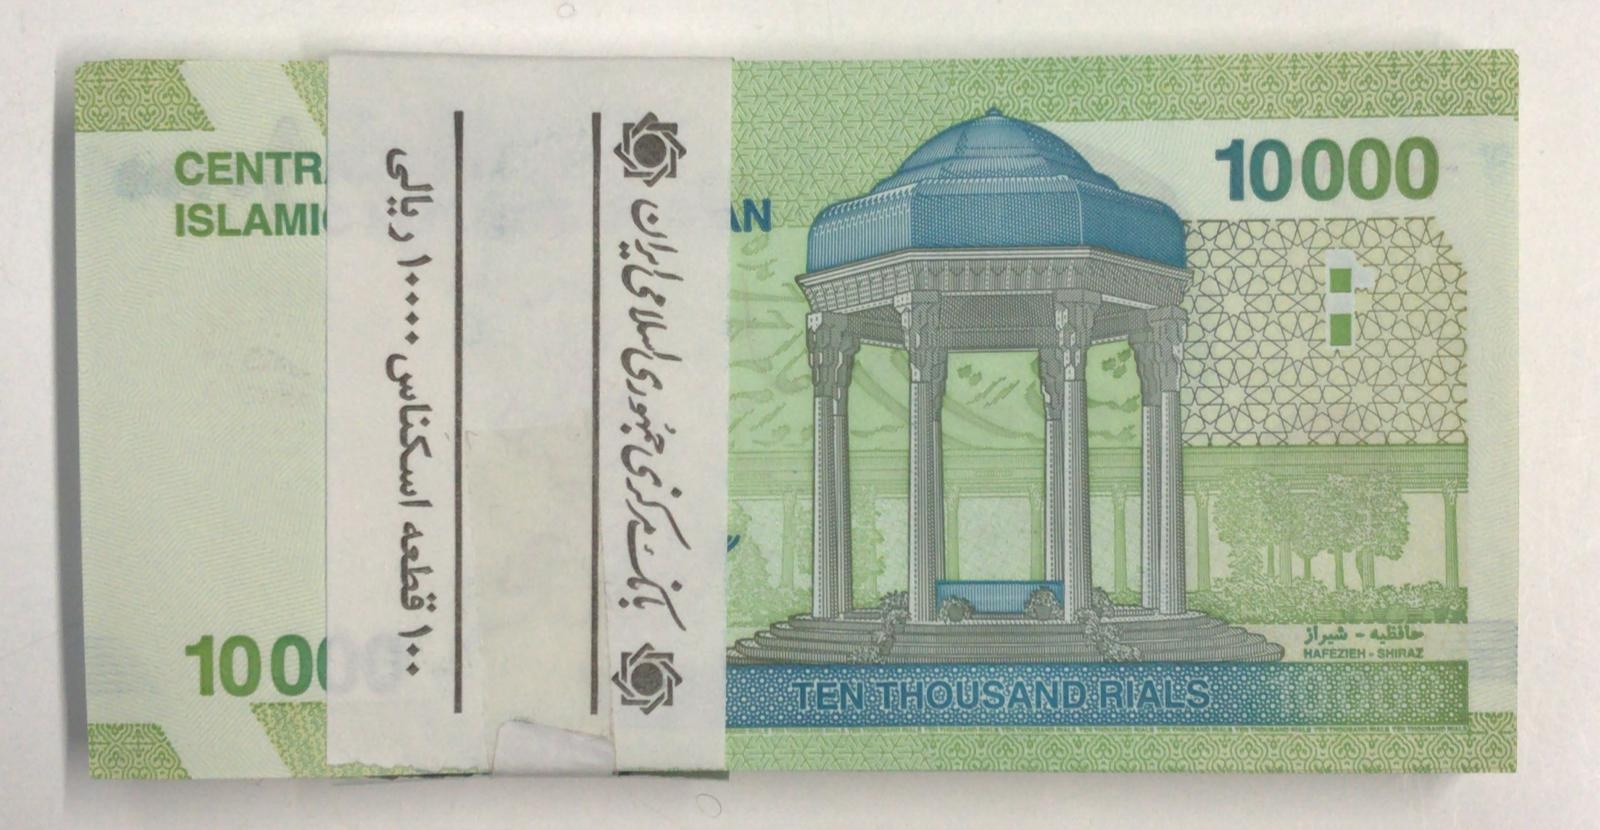 CENTRA
ISLAMIC
AN
10000
۱۰۰ قطعه اسکناس ۱۰۰۰۰ ریالی
بانک مرکزی جمهوری اسلامی ایران
حافظیه - شیراز
HAFEZIEH - SHIRAZ
10000
TEN THOUSAND RIALS